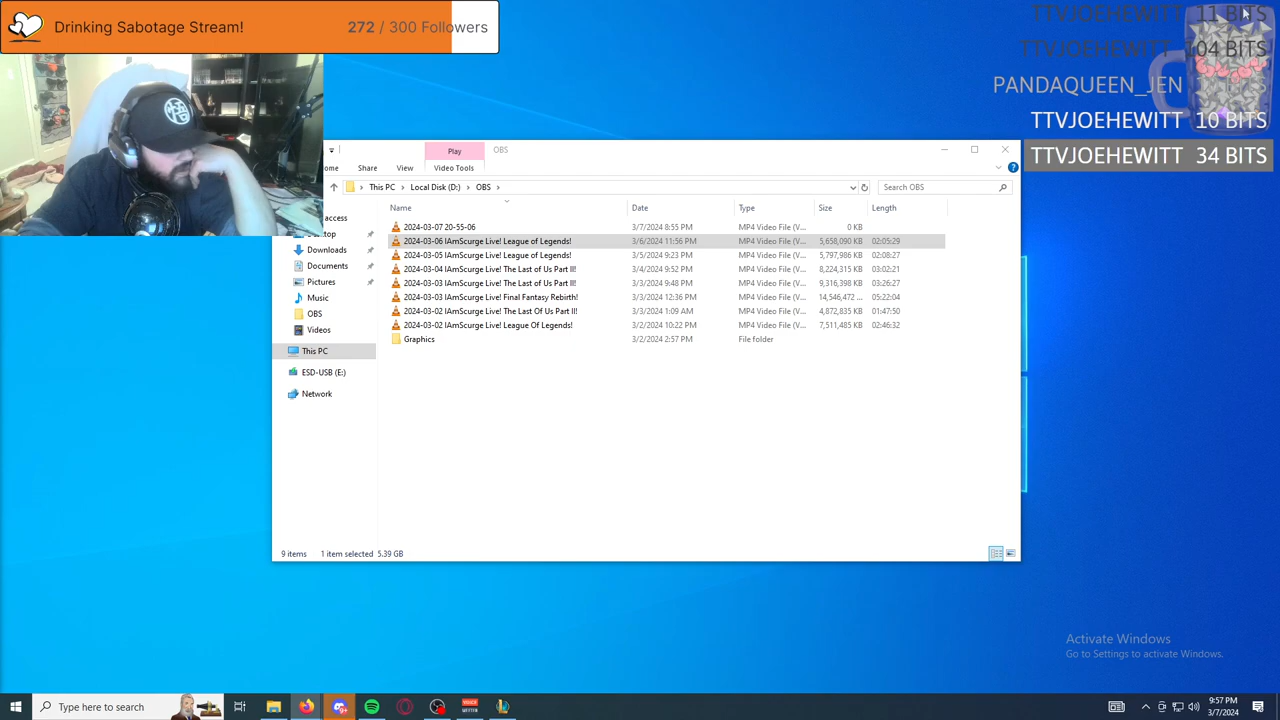 Drinking Sabotage Stream!
272 / 300 Followers
TTVJOEHEWITT 11 BITS
TTVJOEHEWITT 104 BITS
PANDAQUEEN_JEN
TTVJOEHEWITT 10 BITS
TTVJOEHEWITT 34 BITS
Play
OBS
ome
Share
View
Video Tools
This PC
Local Disk (D:)
OBS
Search OBS
Name
Date
Type
Size
Length
2024-03-07 20-55-06 3/7/2024 8:55 PM MP4 Video File (V... 0 KB
2024-03-06 IAmScurge Live! League of Legends! 3/6/2024 11:56 PM MP4 Video File (V... 5,658,090 KB 02:05:29
2024-03-05 IAmScurge Live! League of Legends! 3/5/2024 9:23 PM MP4 Video File (V... 5,797,986 KB 02:08:27
2024-03-04 IAmScurge Live! The Last of Us Part II! 3/4/2024 9:52 PM MP4 Video File (V... 8,224,315 KB 03:02:21
2024-03-03 IAmScurge Live! The Last of Us Part II! 3/3/2024 9:48 PM MP4 Video File (V... 9,316,398 KB 03:26:27
2024-03-03 IAmScurge Live! Final Fantasy Rebirth! 3/3/2024 12:36 PM MP4 Video File (V... 14,546,472 ... 05:22:04
2024-03-02 IAmScurge Live! The Last Of Us Part II! 3/3/2024 1:09 AM MP4 Video File (V... 4,872,835 KB 01:47:50
2024-03-02 IAmScurge Live! League Of Legends! 3/2/2024 10:22 PM MP4 Video File (V... 7,511,485 KB 02:46:32
Graphics 3/2/2024 2:57 PM File folder
access
Downloads
Documents
Pictures
Music
OBS
Videos
This PC
ESD-USB (E:)
Network
9 items
1 item selected 5.39 GB
Activate Windows
Go to Settings to activate Windows.
Type here to search
9:57 PM
3/7/2024